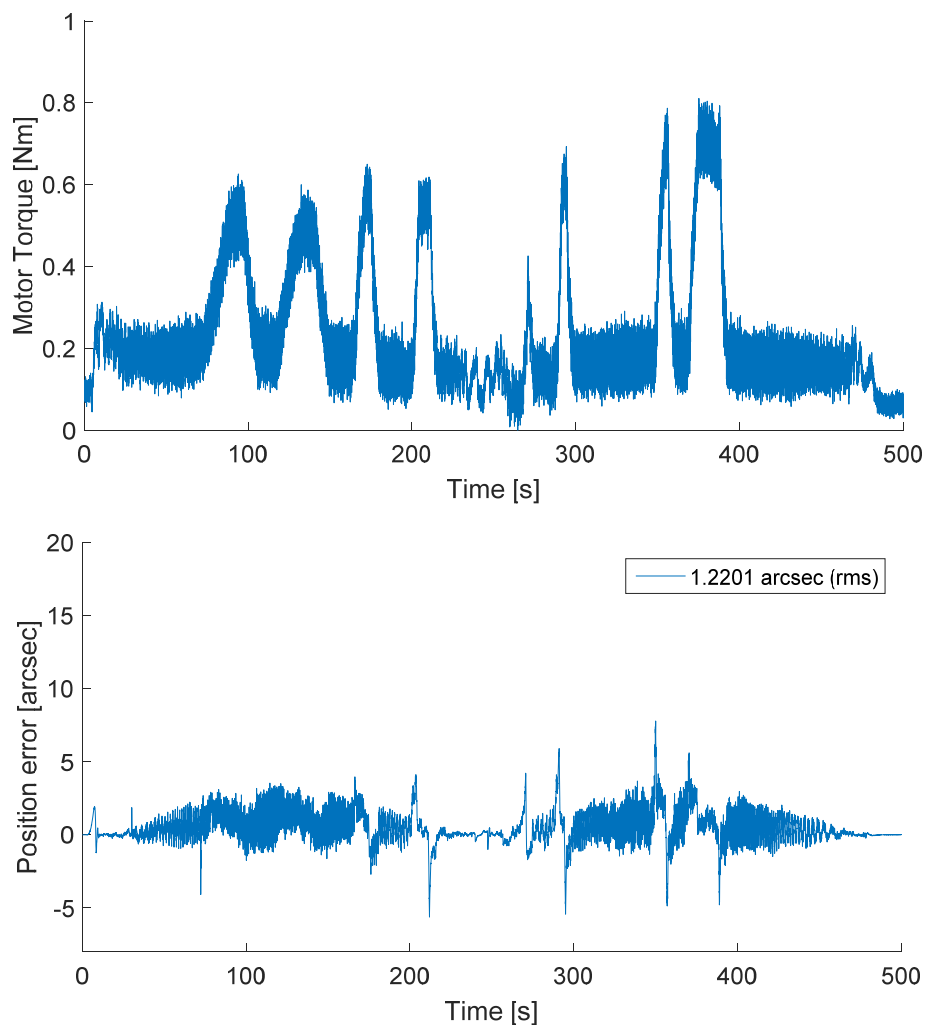 1
0.8
0.6
0.4
0.2
0
Motor Torque [Nm]
0 100 200 300 400 500
Time [s]
20
15
10
5
0
-5
Position error [arcsec]
1.2201 arcsec (rms)
0 100 200 300 400 500
Time [s]